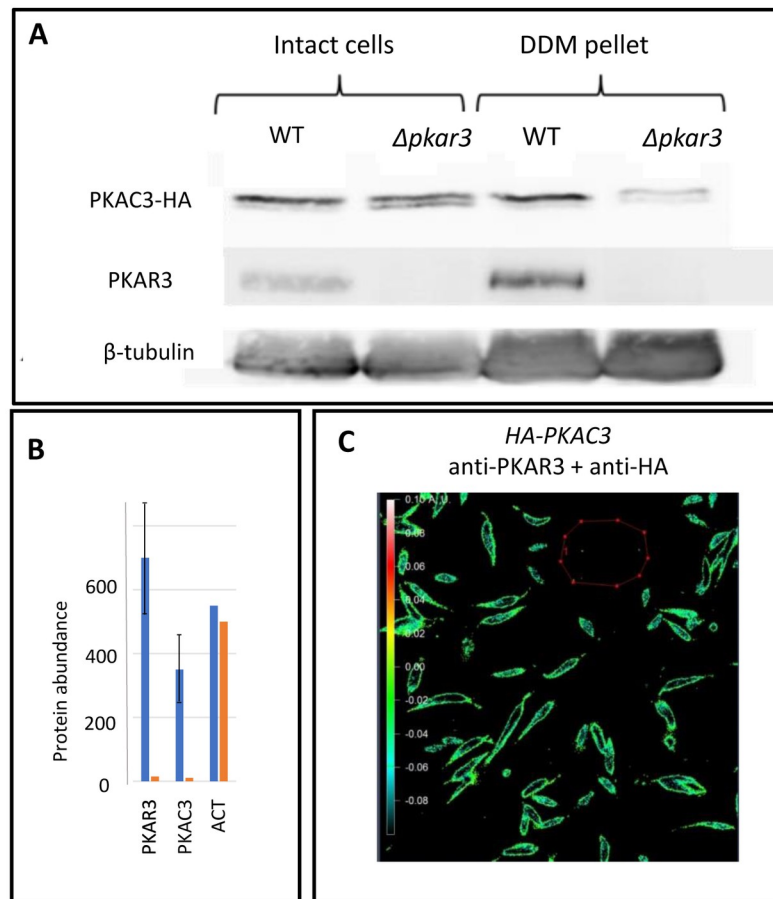 A
Intact cells
DDM pellet
WT
Δpkar3
WT
Δpkar3
PKAC3-HA
PKAR3
β-tubulin
B
Protein abundance
600
400
200
0
PKAR3
PKAC3
ACT
C
HA-PKAC3
anti-PKAR3 + anti-HA
0.10 A.U.
0.08
0.06
0.04
0.02
0.00
-0.02
-0.04
-0.06
-0.08